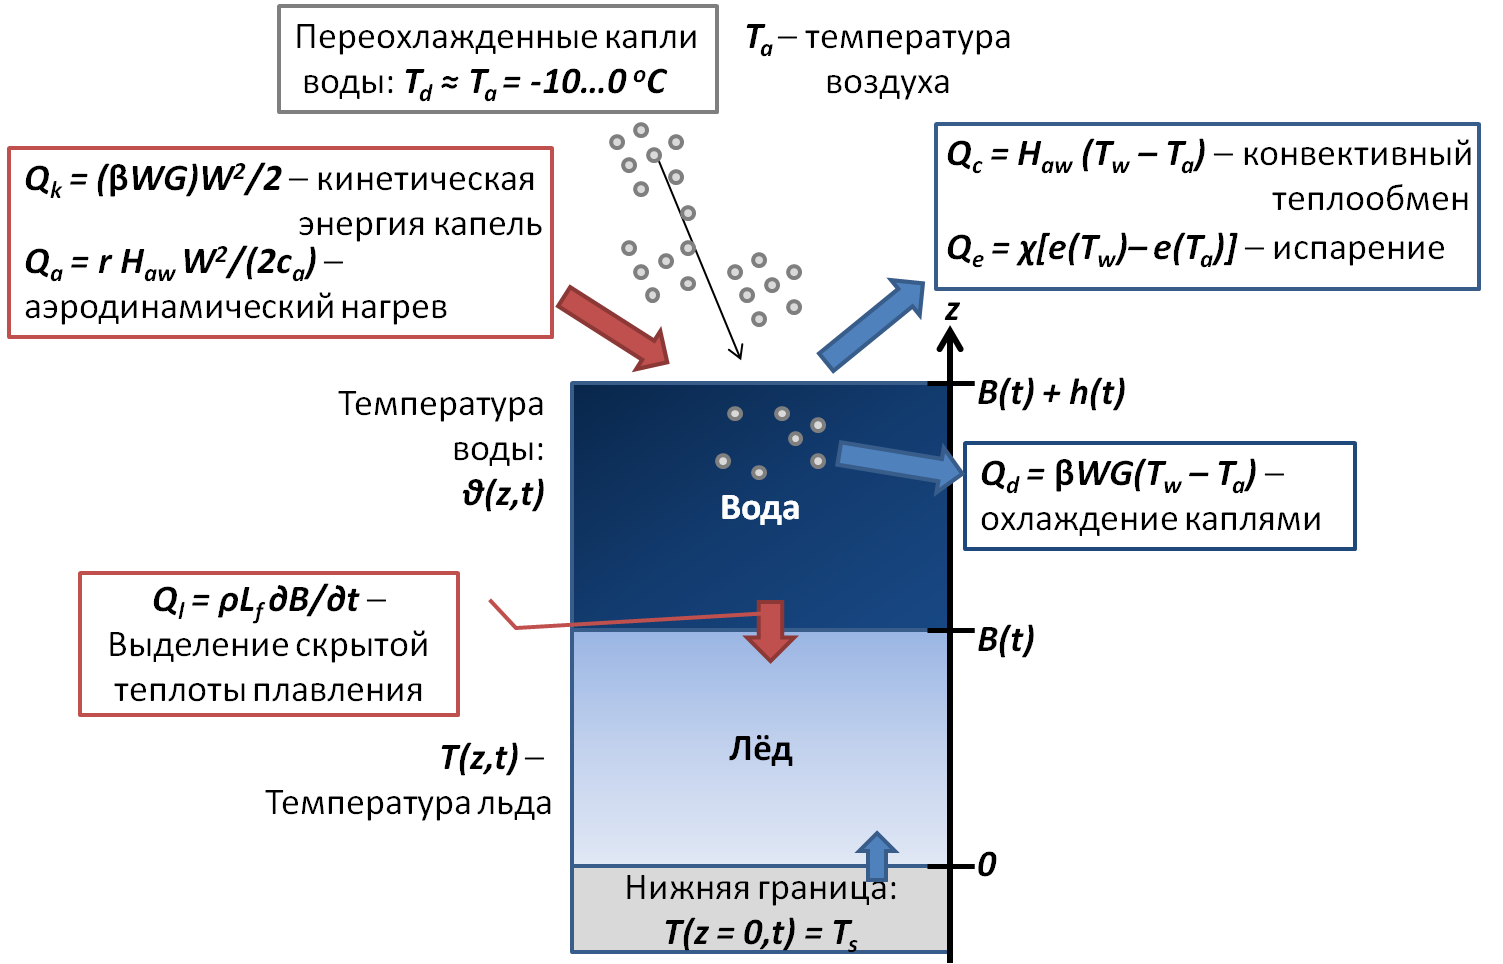 Переохлажденные капли
воды: T_d ≈ T_a = -10…0 ºC
T_a – температура
воздуха
Q_k = (βWG)W²/2 – кинетическая
энергия капель
Q_a = r H_aw W²/(2c_a) –
аэродинамический нагрев
Q_c = H_aw (T_w – T_a) – конвективный
теплообмен
Q_e = χ[e(T_w)– e(T_a)] – испарение
z
B(t) + h(t)
Температура
воды:
ϑ(z,t)
Q_d = βWG(T_w – T_a) –
охлаждение каплями
Вода
Q_l = ρL_f ∂B/∂t –
Выделение скрытой
теплоты плавления
B(t)
Лёд
T(z,t) –
Температура льда
0
Нижняя граница:
T(z = 0,t) = T_s